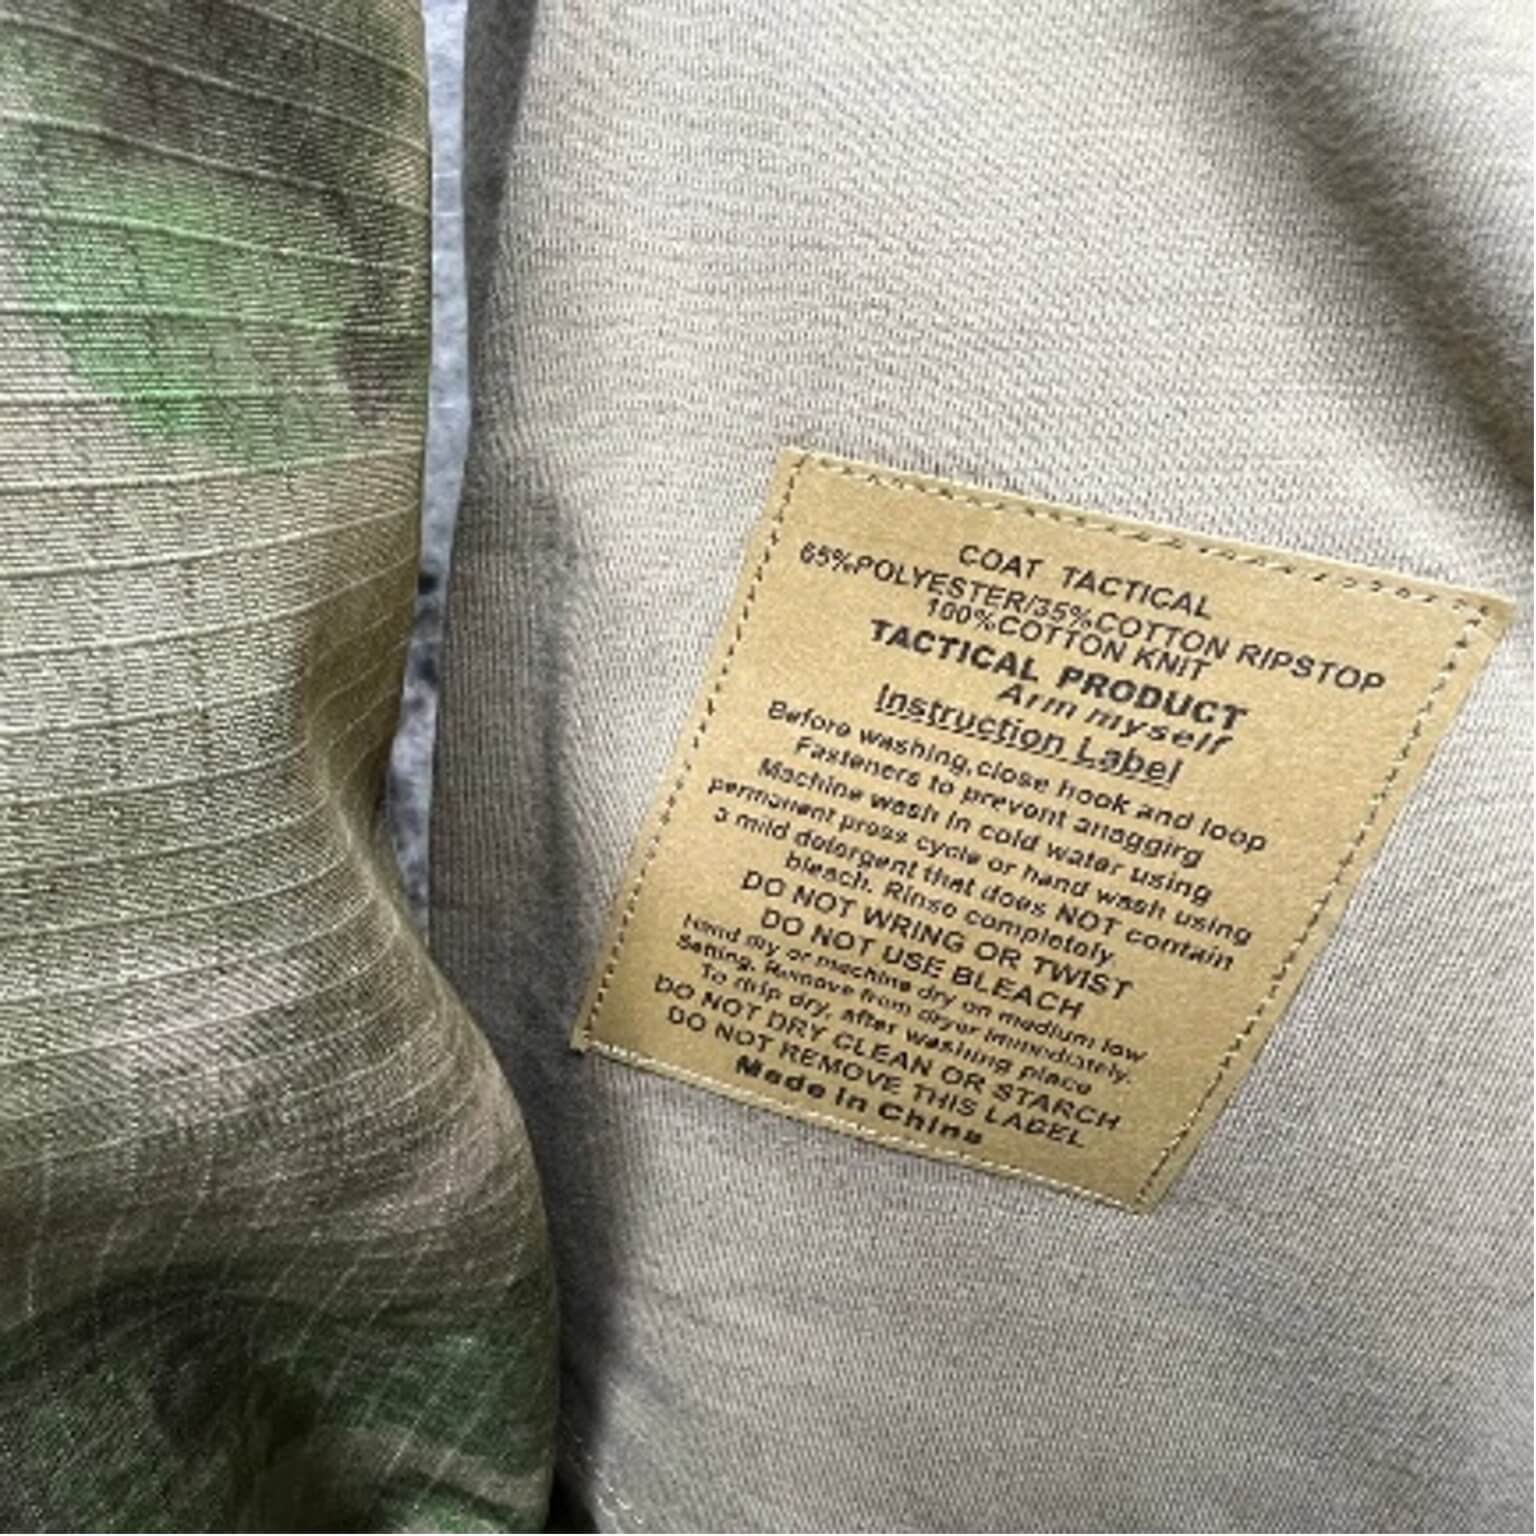 COAT TACTICAL
65%POLYESTER/35%COTTON RIPSTOP
100%COTTON KNIT
TACTICAL PRODUCT
Arm myself
Instruction Label
Before washing,close hook and loop
Fasteners to prevent snagging
Machine wash in cold water using
permanent press cycle or hand wash using
a mild detergent that does NOT contain
bleach. Rinse completely.
DO NOT WRING OR TWIST
DO NOT USE BLEACH
Hand dry or machine dry on medium low
Setting. Remove from dryer immediately.
To drip dry, after washing place
DO NOT DRY CLEAN OR STARCH
DO NOT REMOVE THIS LABEL
Made in China